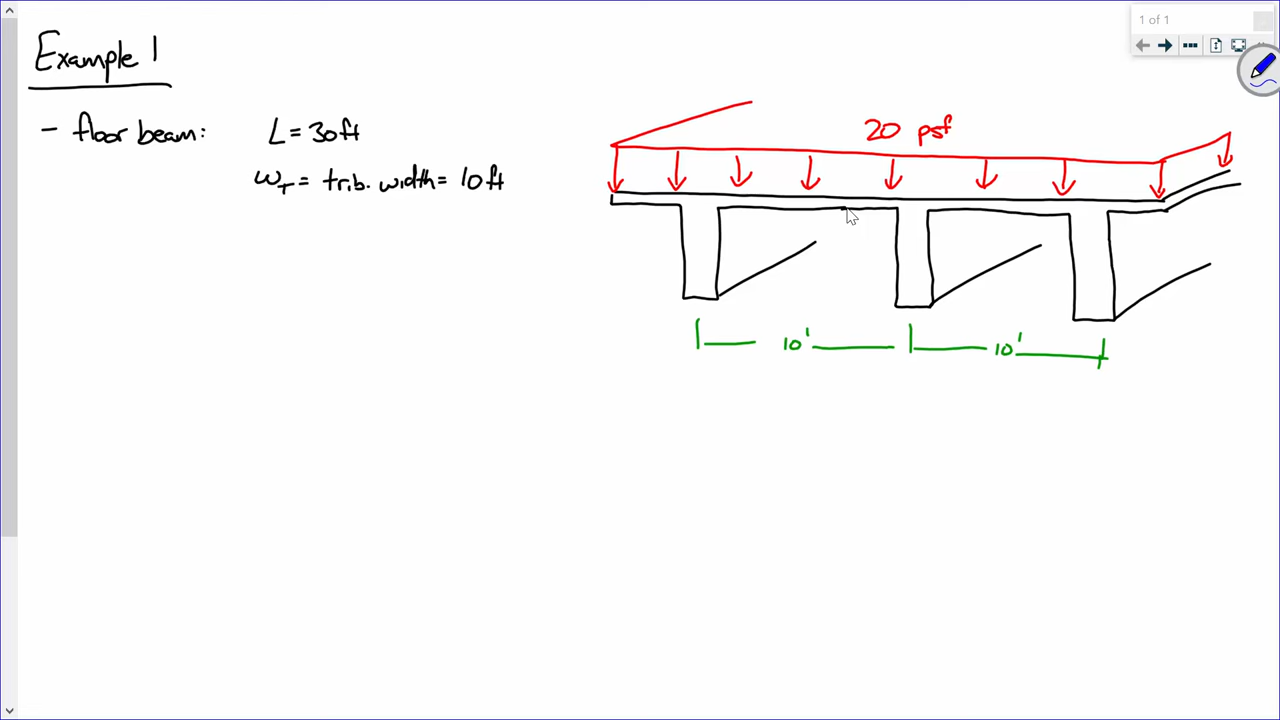 1 of 1
Example 1
- floor beam: L = 30ft
w_T = trib. width = 10ft
20 psf
10' 10'